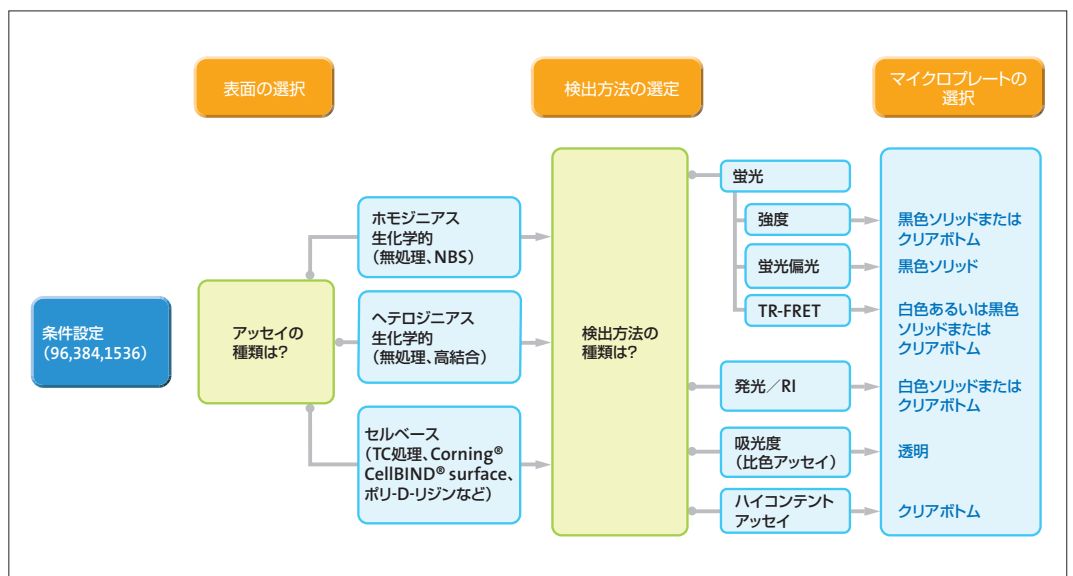 表面の選択
検出方法の選定
マイクロプレートの
選択
条件設定
（96,384,1536）
アッセイの
種類は？
ホモジニアス
生化学的
（無処理、NBS）
ヘテロジニアス
生化学的
（無処理、高結合）
セルベース
（TC処理、Corning®
CellBIND® surface、
ポリ-D-リジンなど）
検出方法の
種類は？
蛍光
強度
蛍光偏光
TR-FRET
発光／RI
吸光度
（比色アッセイ）
ハイコンテント
アッセイ
黒色ソリッドまたは
クリアボトム
黒色ソリッド
白色あるいは黒色
ソリッドまたは
クリアボトム
白色ソリッドまたは
クリアボトム
透明
クリアボトム